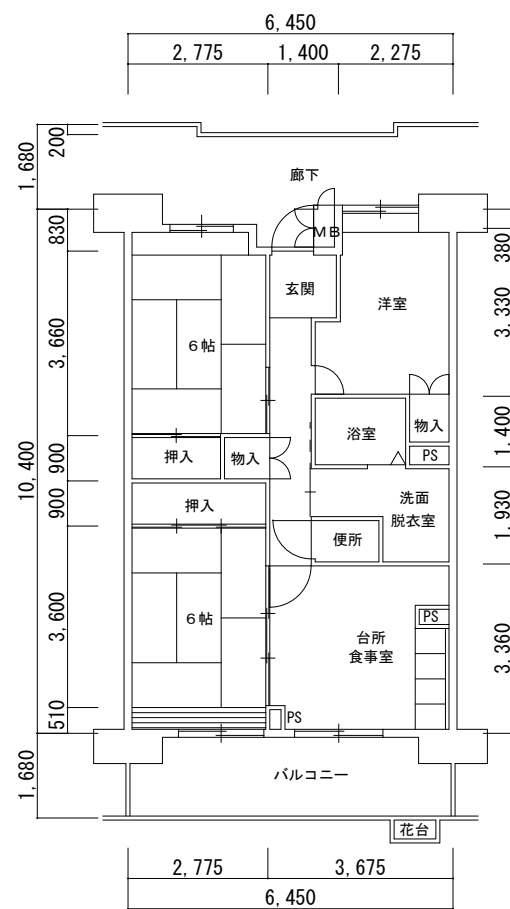 6,450
2,775
1,400
2,275
200
1,680
廊下
830
MB
380
玄関
洋室
3,330
3,660
6帖
10,400
900
押入
物入
浴室
物入
1,400
PS
900
押入
洗面
脱衣室
1,930
便所
3,600
6帖
PS
台所
食事室
3,360
510
PS
1,680
バルコニー
花台
2,775
3,675
6,450